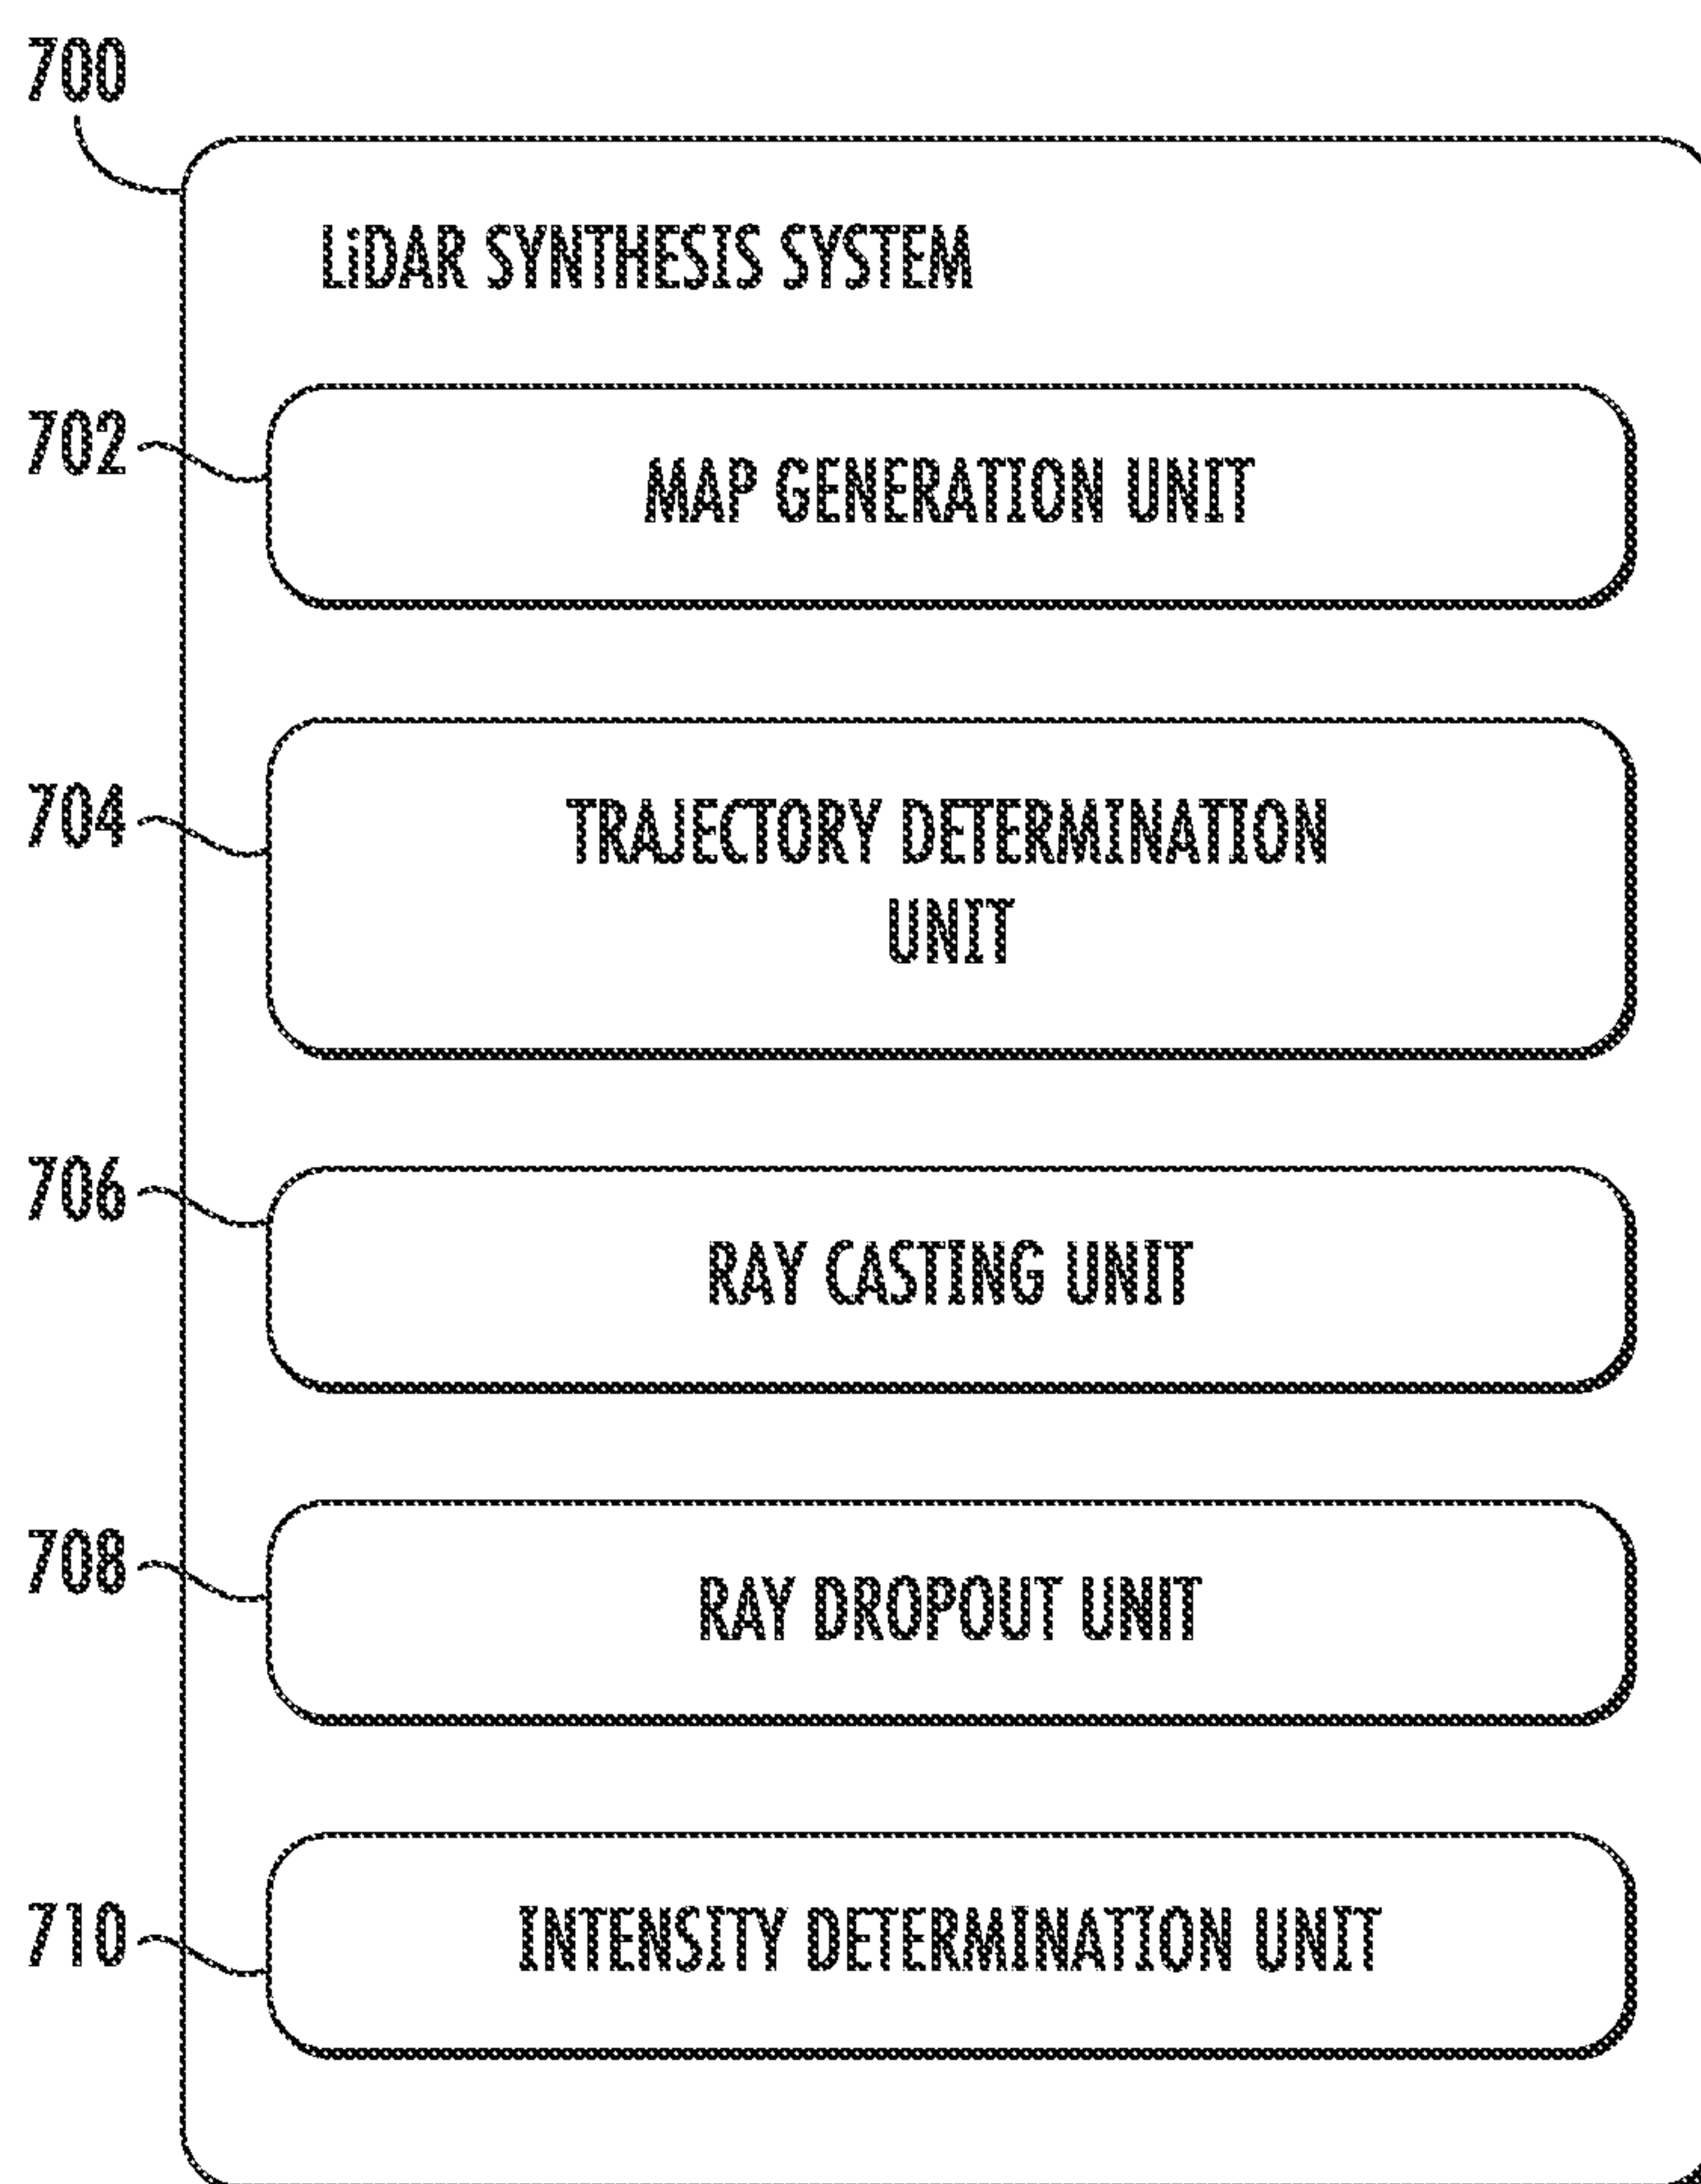 700
LiDAR SYNTHESIS SYSTEM
702
MAP GENERATION UNIT
704
TRAJECTORY DETERMINATION
UNIT
706
RAY CASTING UNIT
708
RAY DROPOUT UNIT
710
INTENSITY DETERMINATION UNIT